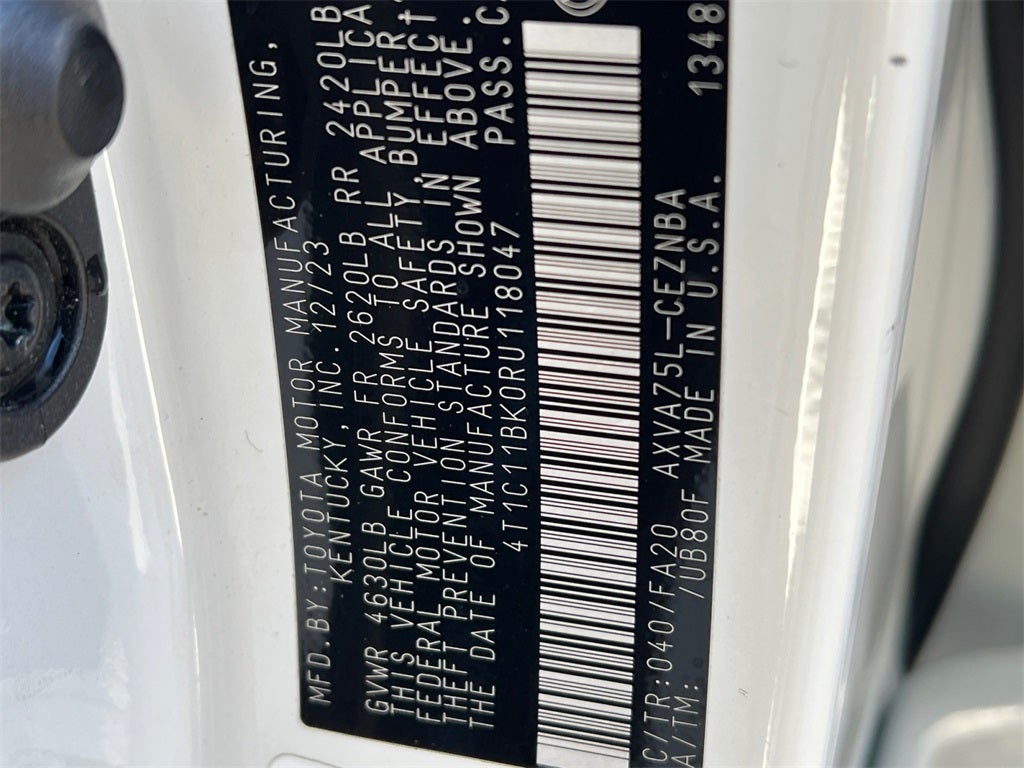 MFD.BY:TOYOTA MOTOR MANUFACTURING,
KENTUCKY,INC. 12/23
GVWR 4630LB GAWR FR 2620LB RR 2420LB
THIS VEHICLE CONFORMS TO ALL APPLICA
FEDERAL MOTOR VEHICLE SAFETY, BUMPER,
THEFT PREVENTION STANDARDS IN EFFECT
THE DATE OF MANUFACTURE SHOWN ABOVE.
4T1C11BK0RU118047 PASS.C
C/TR:040/FA20 AXVA75L-CEZNBA
A/TM: /UB80F MADE IN U.S.A. 1348